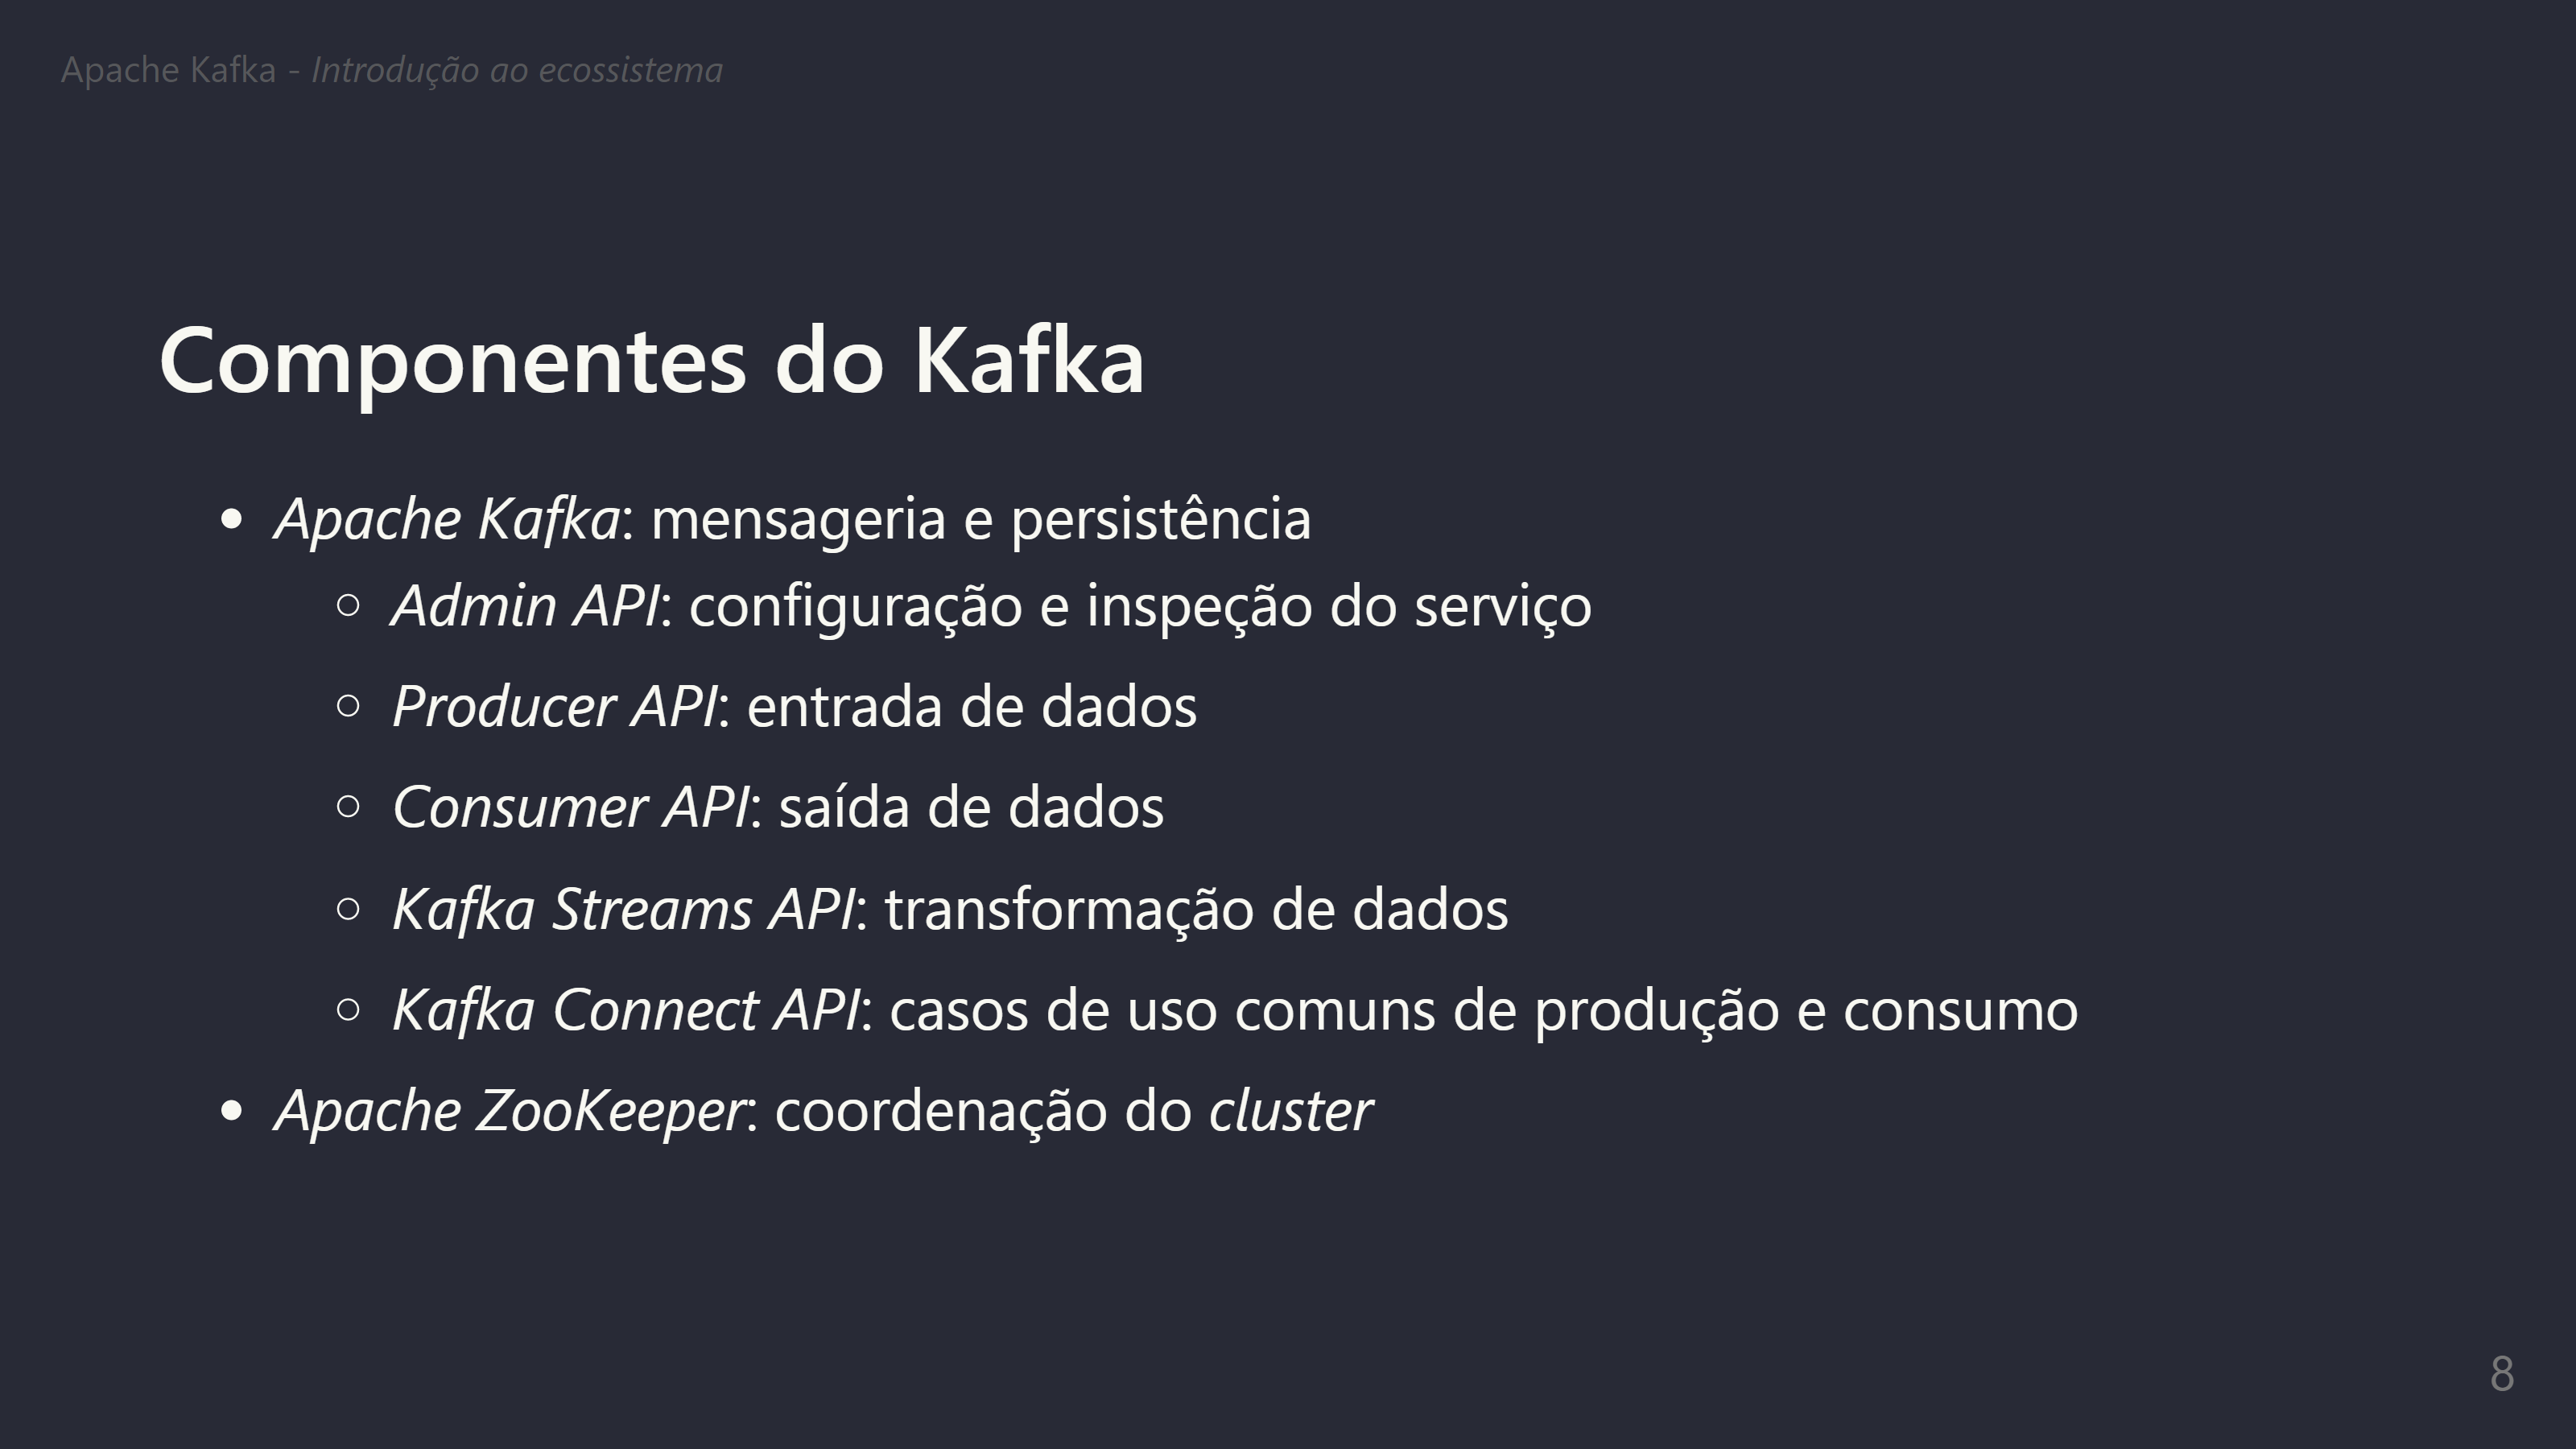 Apache Kafka - Introdução ao ecossistema
Componentes do Kafka
• Apache Kafka: mensageria e persistência
○ Admin API: configuração e inspeção do serviço
○ Producer API: entrada de dados
○ Consumer API: saída de dados
○ Kafka Streams API: transformação de dados
○ Kafka Connect API: casos de uso comuns de produção e consumo
• Apache ZooKeeper: coordenação do cluster
8